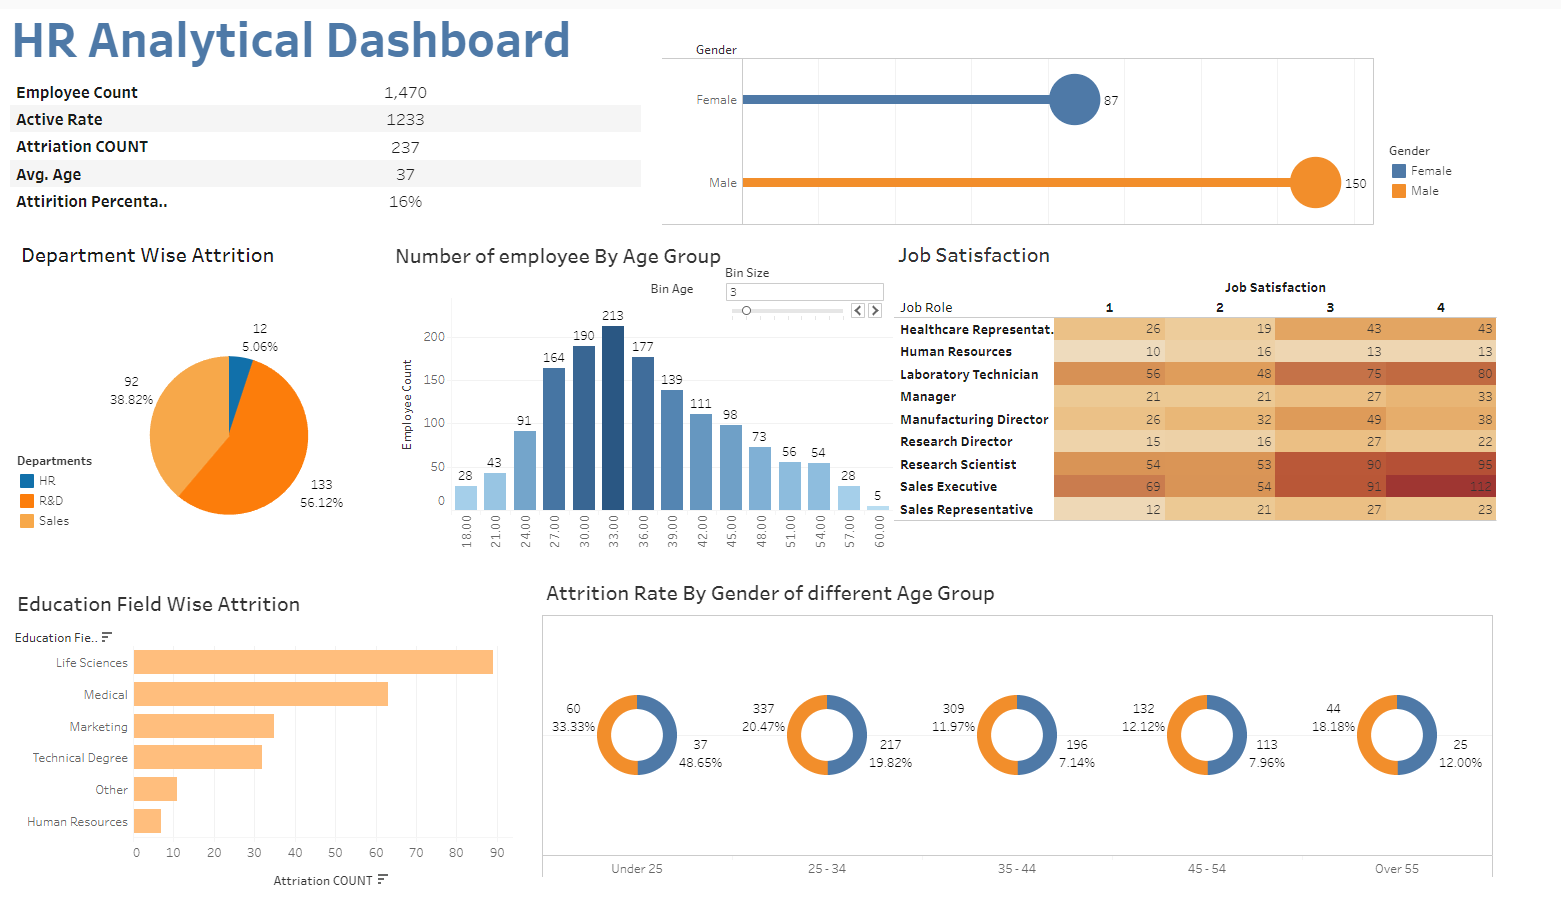 HR Analytical Dashboard
Employee Count 1,470
Active Rate 1233
Attriation COUNT 237
Avg. Age 37
Attirition Percenta.. 16%
Gender
Female 87
Male 150
Gender
Female
Male
Department Wise Attrition
12
5.06%
92
38.82%
133
56.12%
Departments
HR
R&D
Sales
Number of employee By Age Group
Bin Size
Bin Age
3
Employee Count
200
150
100
50
0
28 43 91 164 190 213 177 139 111 98 73 56 54 28 5
18.00 21.00 24.00 27.00 30.00 33.00 36.00 39.00 42.00 45.00 48.00 51.00 54.00 57.00 60.00
Job Satisfaction
Job Satisfaction
Job Role 1 2 3 4
Healthcare Representat. 26 19 43 43
Human Resources 10 16 13 13
Laboratory Technician 56 48 75 80
Manager 21 21 27 33
Manufacturing Director 26 32 49 38
Research Director 15 16 27 22
Research Scientist 54 53 90 95
Sales Executive 69 54 91 112
Sales Representative 12 21 27 23
Education Field Wise Attrition
Education Fie..
Life Sciences
Medical
Marketing
Technical Degree
Other
Human Resources
0 10 20 30 40 50 60 70 80 90
Attriation COUNT
Attrition Rate By Gender of different Age Group
60 337 309 132 44
33.33% 20.47% 11.97% 12.12% 18.18%
37 217 196 113 25
48.65% 19.82% 7.14% 7.96% 12.00%
Under 25 25 - 34 35 - 44 45 - 54 Over 55